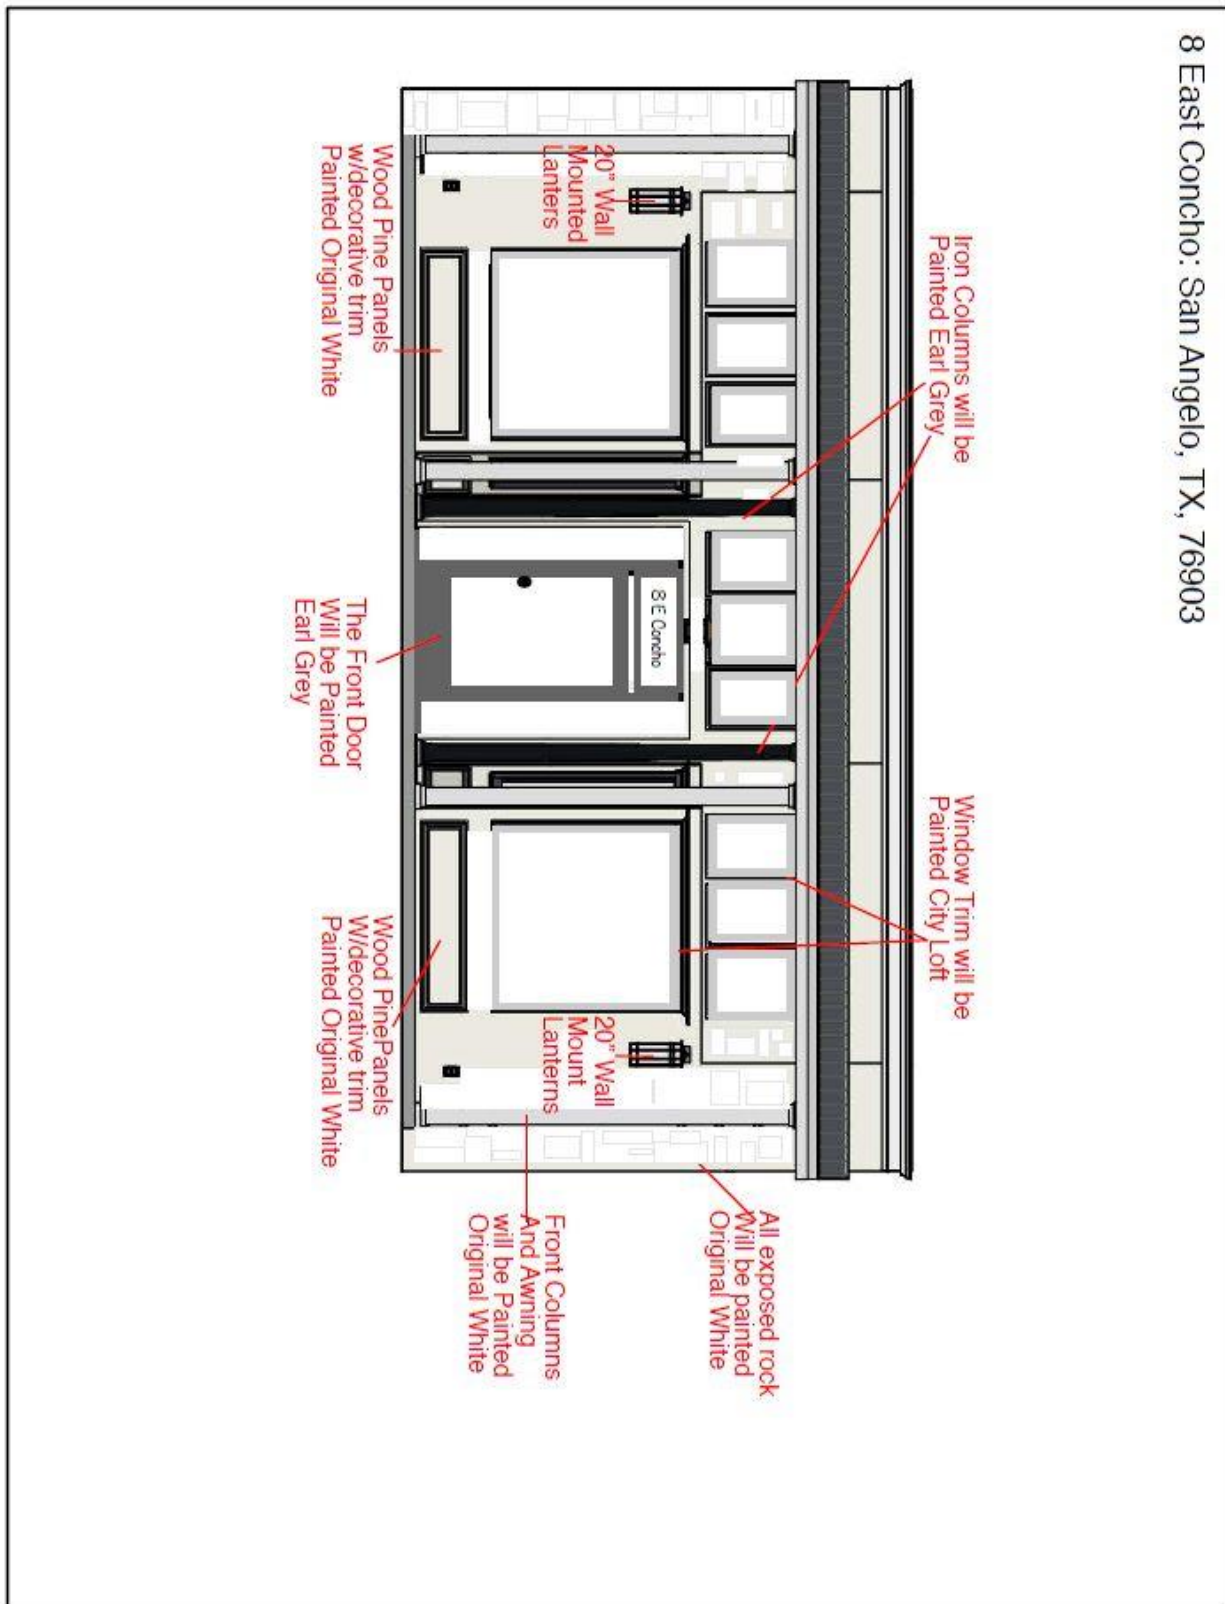 8 East Concho: San Angelo, TX, 76903
Iron Columns will be
Painted Earl Grey
Window Trim will be
Painted City Loft
20" Wall
Mounted
Lanters
8 E Concho
20" Wall
Mount
Lanterns
All exposed rock
Will be painted
Original White
Front Columns
And Awning
will be Painted
Original White
Wood Pine Panels
w/decorative trim
Painted Original White
The Front Door
Will be Painted
Earl Grey
Wood PinePanels
W/decorative trim
Painted Original White